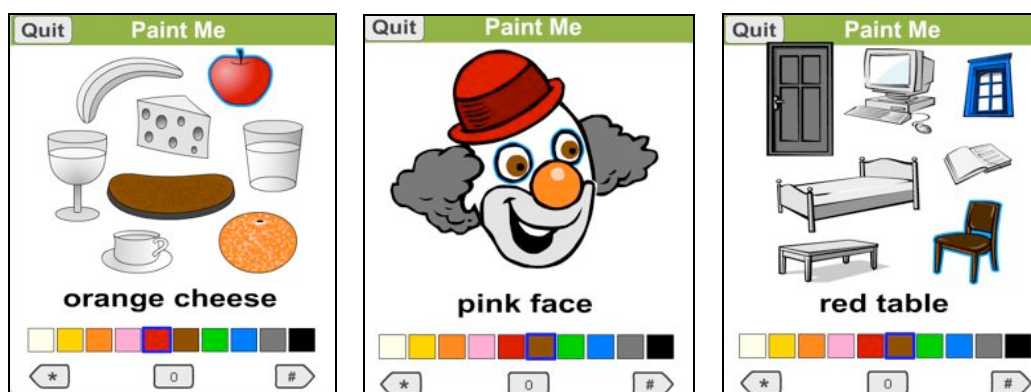 Quit Paint Me
orange cheese
* 0 #
Quit Paint Me
pink face
* 0 #
Quit Paint Me
red table
* 0 #